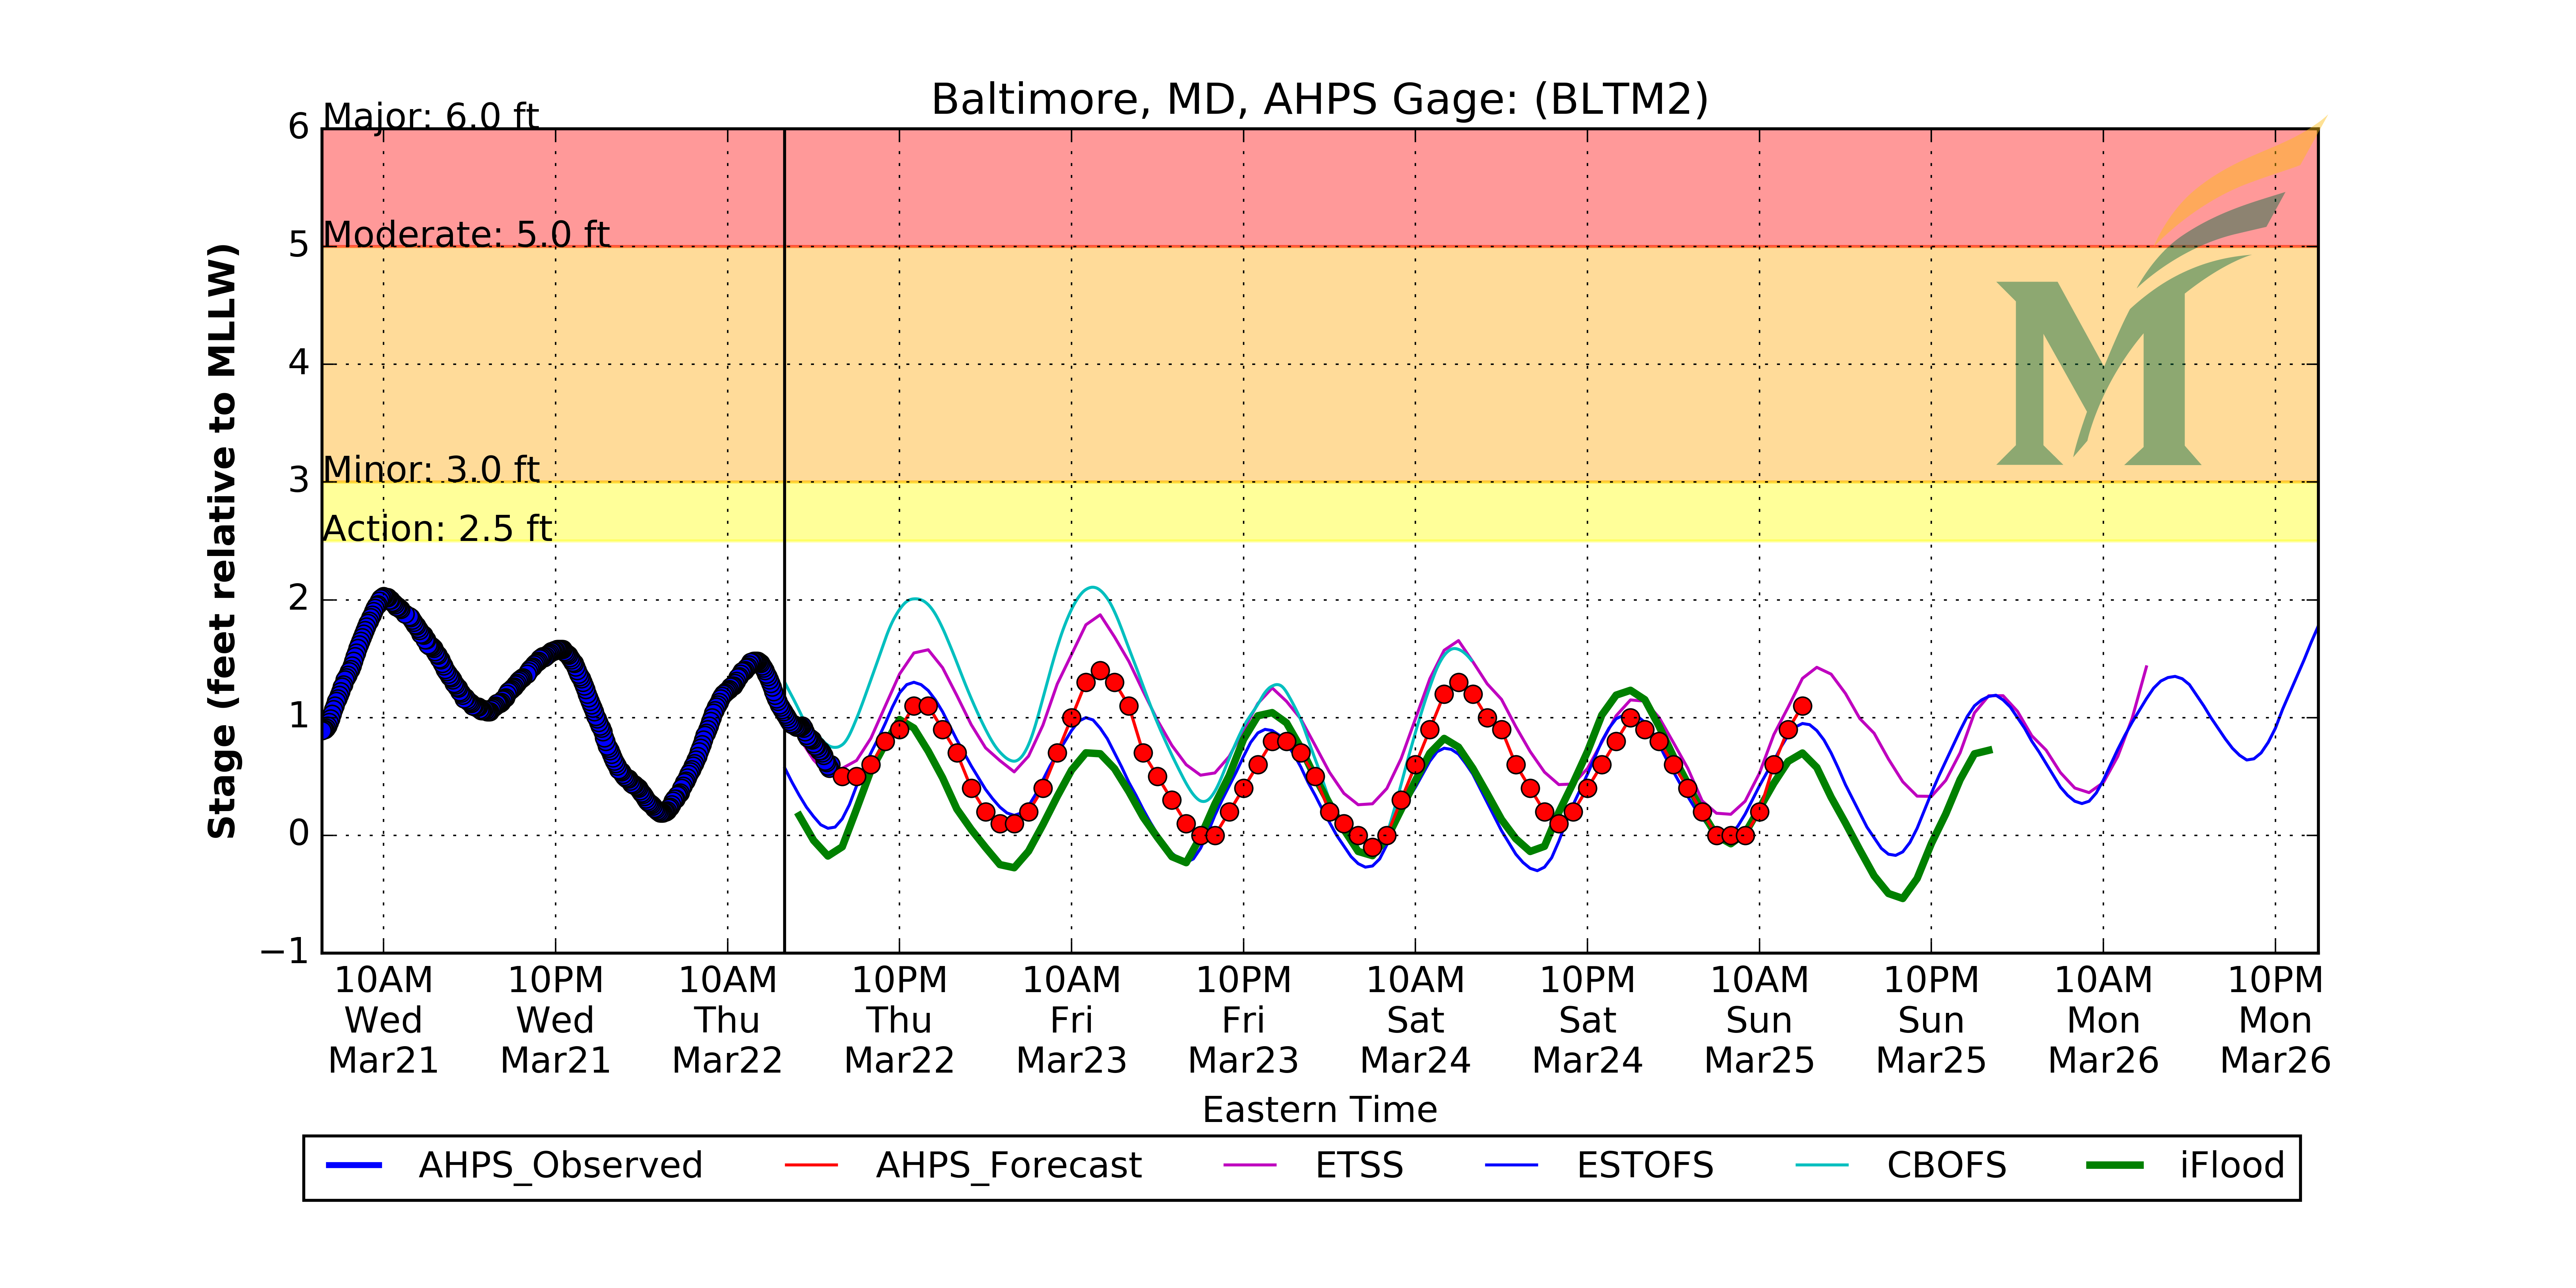 Baltimore, MD, AHPS Gage: (BLTM2)
Major: 6.0 ft
Moderate: 5.0 ft
Minor: 3.0 ft
Action: 2.5 ft
6
5
4
3
2
1
0
−1
Stage (feet relative to MLLW)
10AM Wed Mar21
10PM Wed Mar21
10AM Thu Mar22
10PM Thu Mar22
10AM Fri Mar23
10PM Fri Mar23
10AM Sat Mar24
10PM Sat Mar24
10AM Sun Mar25
10PM Sun Mar25
10AM Mon Mar26
10PM Mon Mar26
Eastern Time
AHPS_Observed AHPS_Forecast ETSS ESTOFS CBOFS iFlood
M